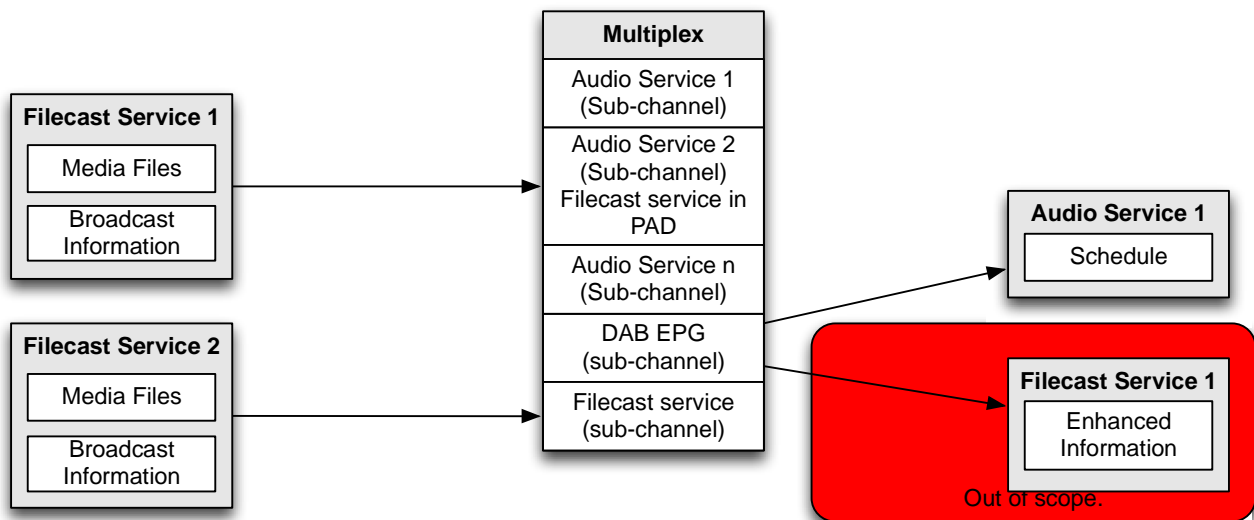 Filecast Service 1
Media Files
Broadcast
Information
Filecast Service 2
Media Files
Broadcast
Information
Multiplex
Audio Service 1
(Sub-channel)
Audio Service 2
(Sub-channel)
Filecast service in
PAD
Audio Service n
(Sub-channel)
DAB EPG
(sub-channel)
Filecast service
(sub-channel)
Audio Service 1
Schedule
Filecast Service 1
Enhanced
Information
Out of scope.